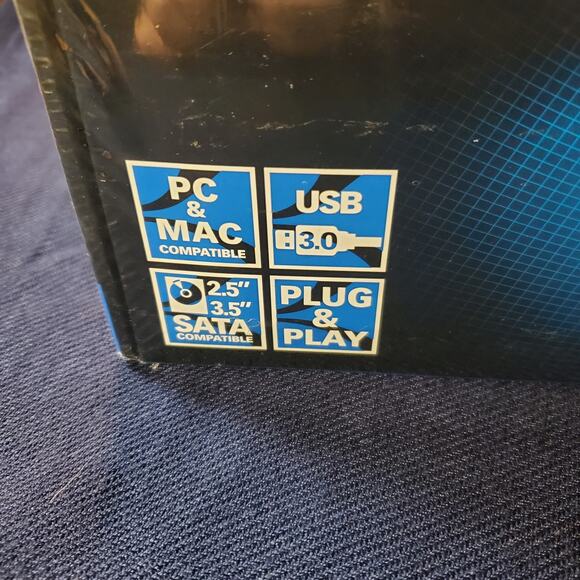 PC
&
MAC
COMPATIBLE
USB
3.0
2.5"
3.5"
SATA
COMPATIBLE
PLUG
&
PLAY